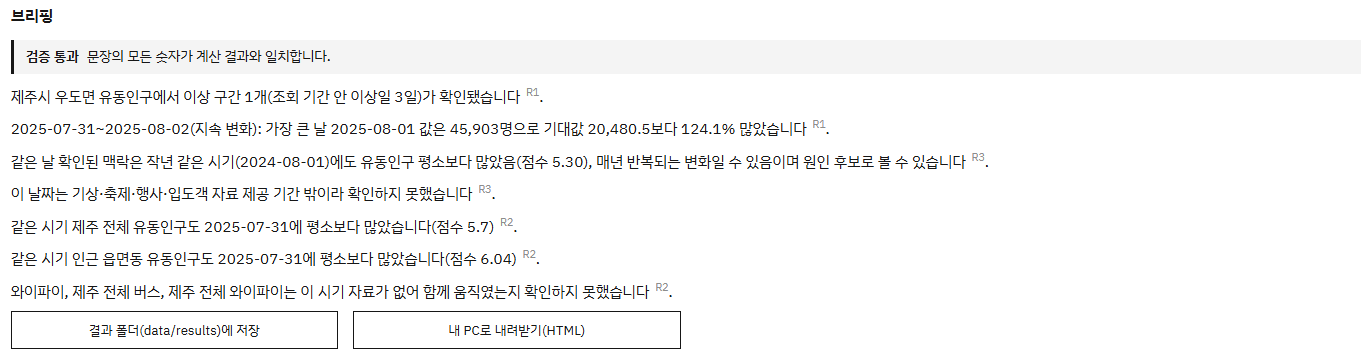 브리핑
검증 통과 문장의 모든 숫자가 계산 결과와 일치합니다.
제주시 우도면 유동인구에서 이상 구간 1개(조회 기간 안 이상일 3일)가 확인됐습니다 R1.
2025-07-31~2025-08-02(지속 변화): 가장 큰 날 2025-08-01 값은 45,903명으로 기대값 20,480.5보다 124.1% 많았습니다 R1.
같은 날 확인된 맥락은 작년 같은 시기(2024-08-01)에도 유동인구 평소보다 많았음(점수 5.30), 매년 반복되는 변화일 수 있음이며 원인 후보로 볼 수 있습니다 R3.
이 날짜는 기상·축제·행사·입도객 자료 제공 기간 밖이라 확인하지 못했습니다 R3.
같은 시기 제주 전체 유동인구도 2025-07-31에 평소보다 많았습니다(점수 5.7) R2.
같은 시기 인근 읍면동 유동인구도 2025-07-31에 평소보다 많았습니다(점수 6.04) R2.
와이파이, 제주 전체 버스, 제주 전체 와이파이는 이 시기 자료가 없어 함께 움직였는지 확인하지 못했습니다 R2.
결과 폴더(data/results)에 저장
내 PC로 내려받기(HTML)